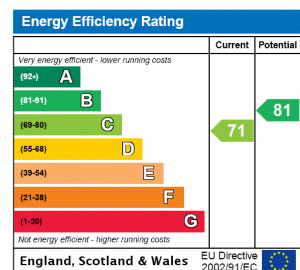 Energy Efficiency Rating
Current Potential
Very energy efficient - lower running costs
(92+) A
(81-91) B
(69-80) C
(55-68) D
(39-54) E
(21-38) F
(1-20) G
71
81
Not energy efficient - higher running costs
England, Scotland & Wales
EU Directive
2002/91/EC